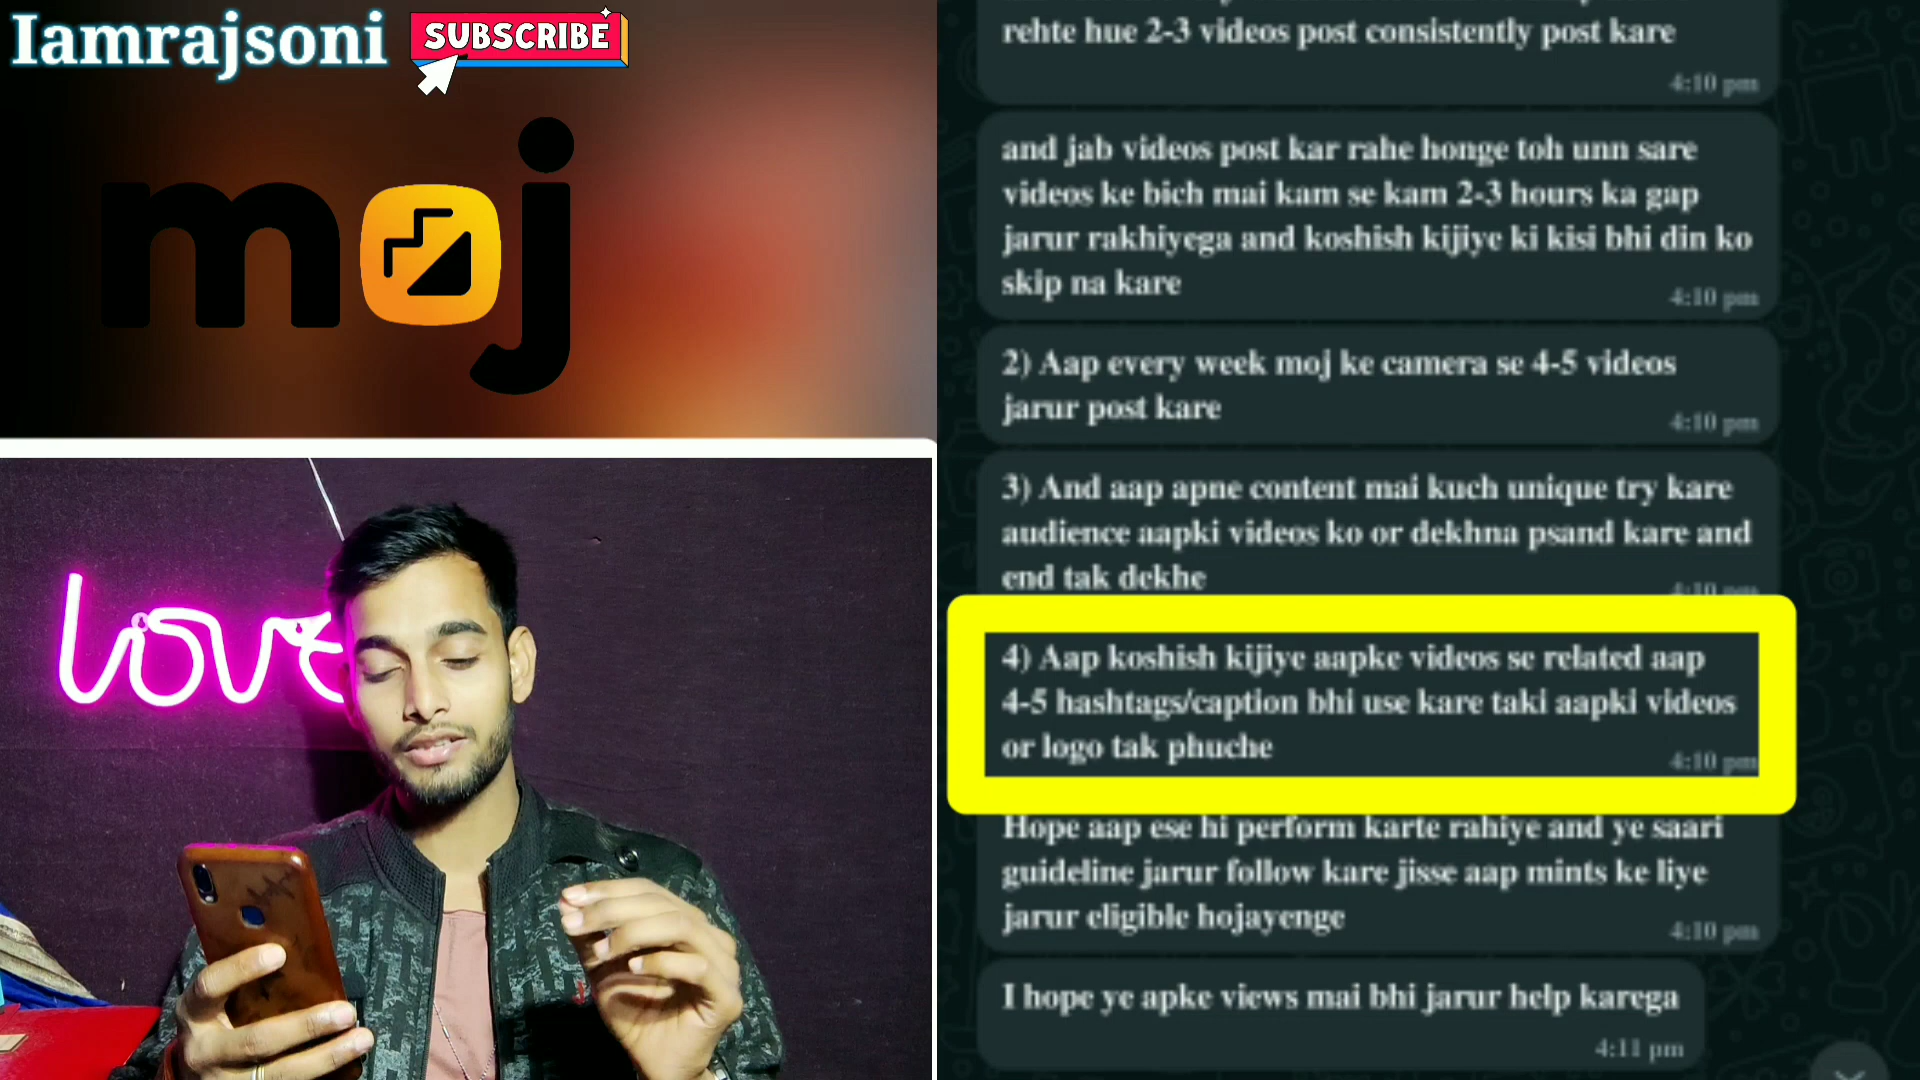 Iamrajsoni
SUBSCRIBE
moj
love
rehte hue 2-3 videos post consistently post kare
4:10 pm
and jab videos post kar rahe honge toh unn sare
videos ke bich mai kam se kam 2-3 hours ka gap
jarur rakhiyega and koshish kijiye ki kisi bhi din ko
skip na kare
4:10 pm
2) Aap every week moj ke camera se 4-5 videos
jarur post kare
4:10 pm
3) And aap apne content mai kuch unique try kare
audience aapki videos ko or dekhna psand kare and
end tak dekhe
4:10 pm
4) Aap koshish kijiye aapke videos se related aap
4-5 hashtags/caption bhi use kare taki aapki videos
or logo tak phuche
4:10 pm
Hope aap ese hi perform karte rahiye and ye saari
guideline jarur follow kare jisse aap mints ke liye
jarur eligible hojayenge
4:10 pm
I hope ye apke views mai bhi jarur help karega
4:11 pm